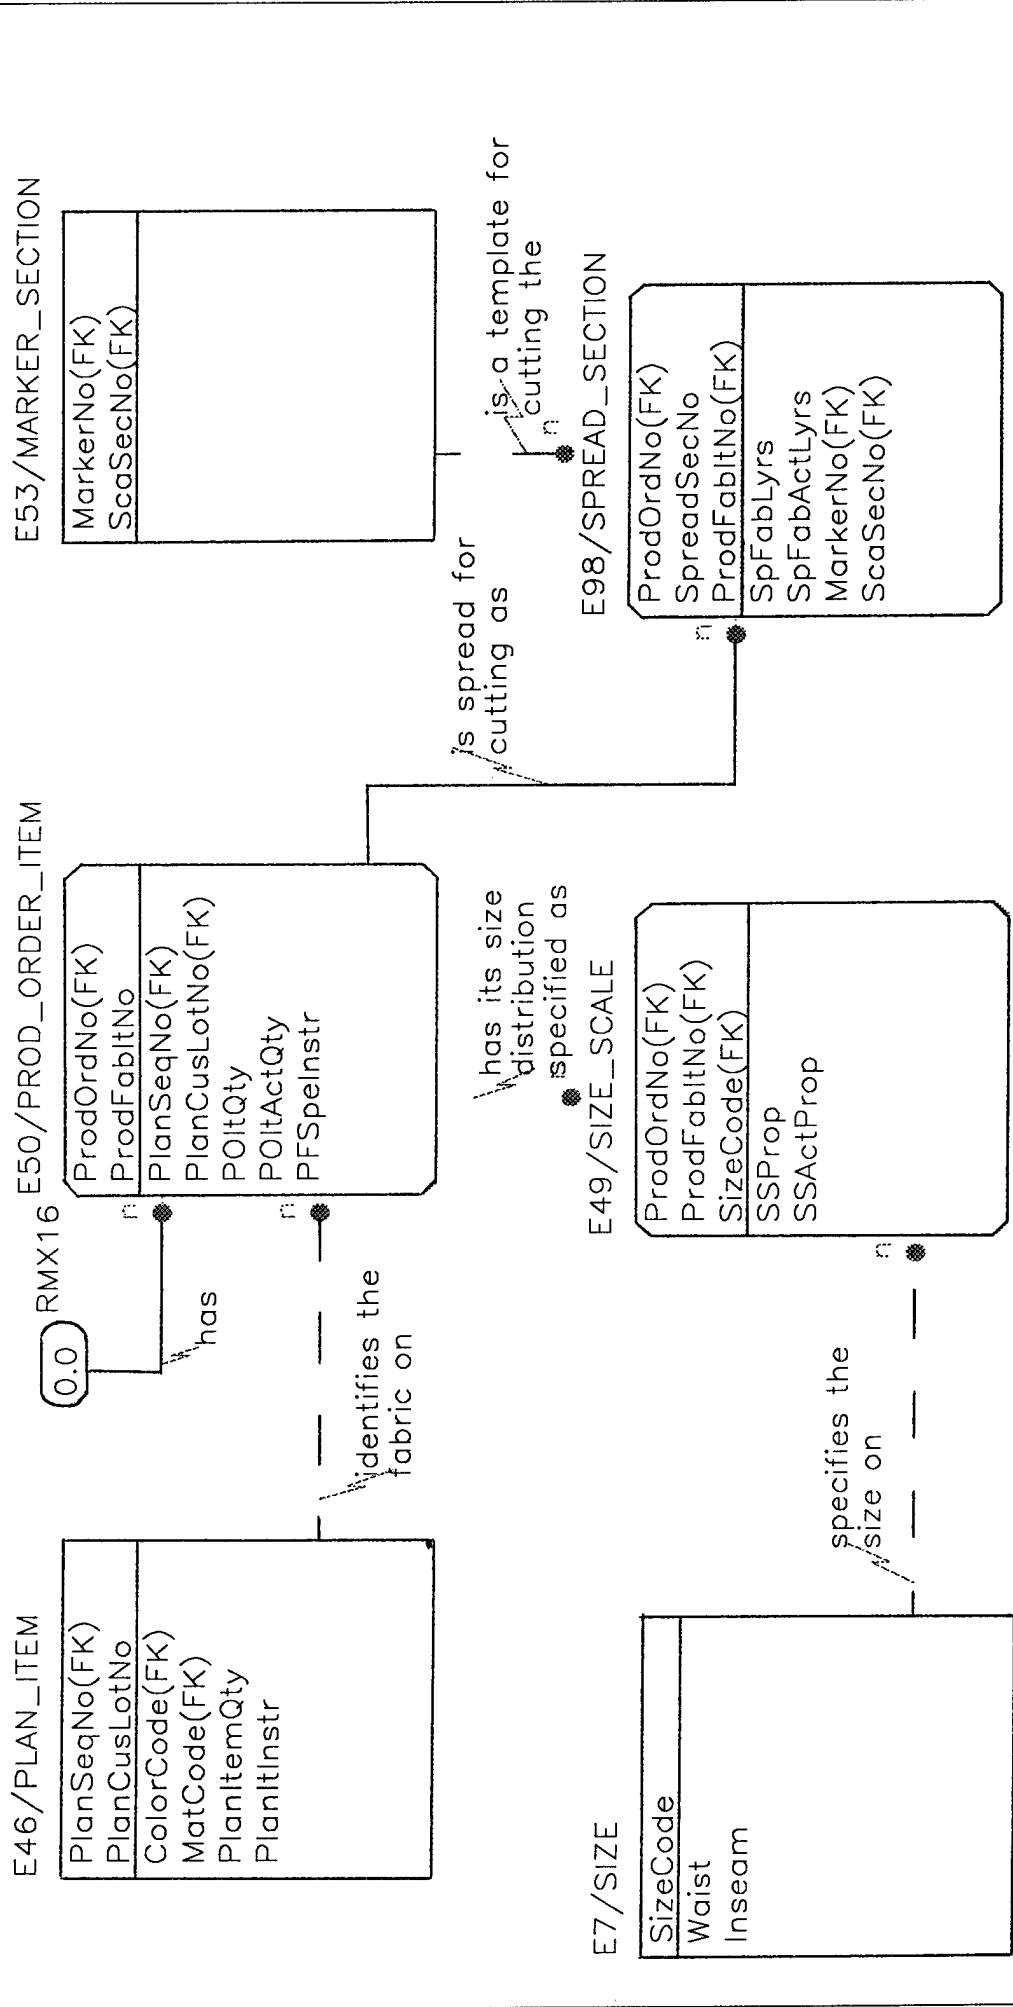 E46/PLAN_ITEM
PlanSeqNo(FK)
PlanCusLotNo
ColorCode(FK)
MatCode(FK)
PlanItemQty
PlanItInstr
identifies the
fabric on
n
0.0
RMX16
has
n
E50/PROD_ORDER_ITEM
ProdOrdNo(FK)
ProdFabItNo
PlanSeqNo(FK)
PlanCusLotNo(FK)
POItQty
POItActQty
PFSpeInstr
is spread for
cutting as
n
E53/MARKER_SECTION
MarkerNo(FK)
ScaSecNo(FK)
is a template for
cutting the
n
E7/SIZE
SizeCode
Waist
Inseam
specifies the
size on
n
has its size
distribution
specified as
E49/SIZE_SCALE
ProdOrdNo(FK)
ProdFabItNo(FK)
SizeCode(FK)
SSProp
SSActProp
E98/SPREAD_SECTION
ProdOrdNo(FK)
SpreadSecNo
ProdFabItNo(FK)
SpFabLyrs
SpFabActLyrs
MarkerNo(FK)
ScaSecNo(FK)